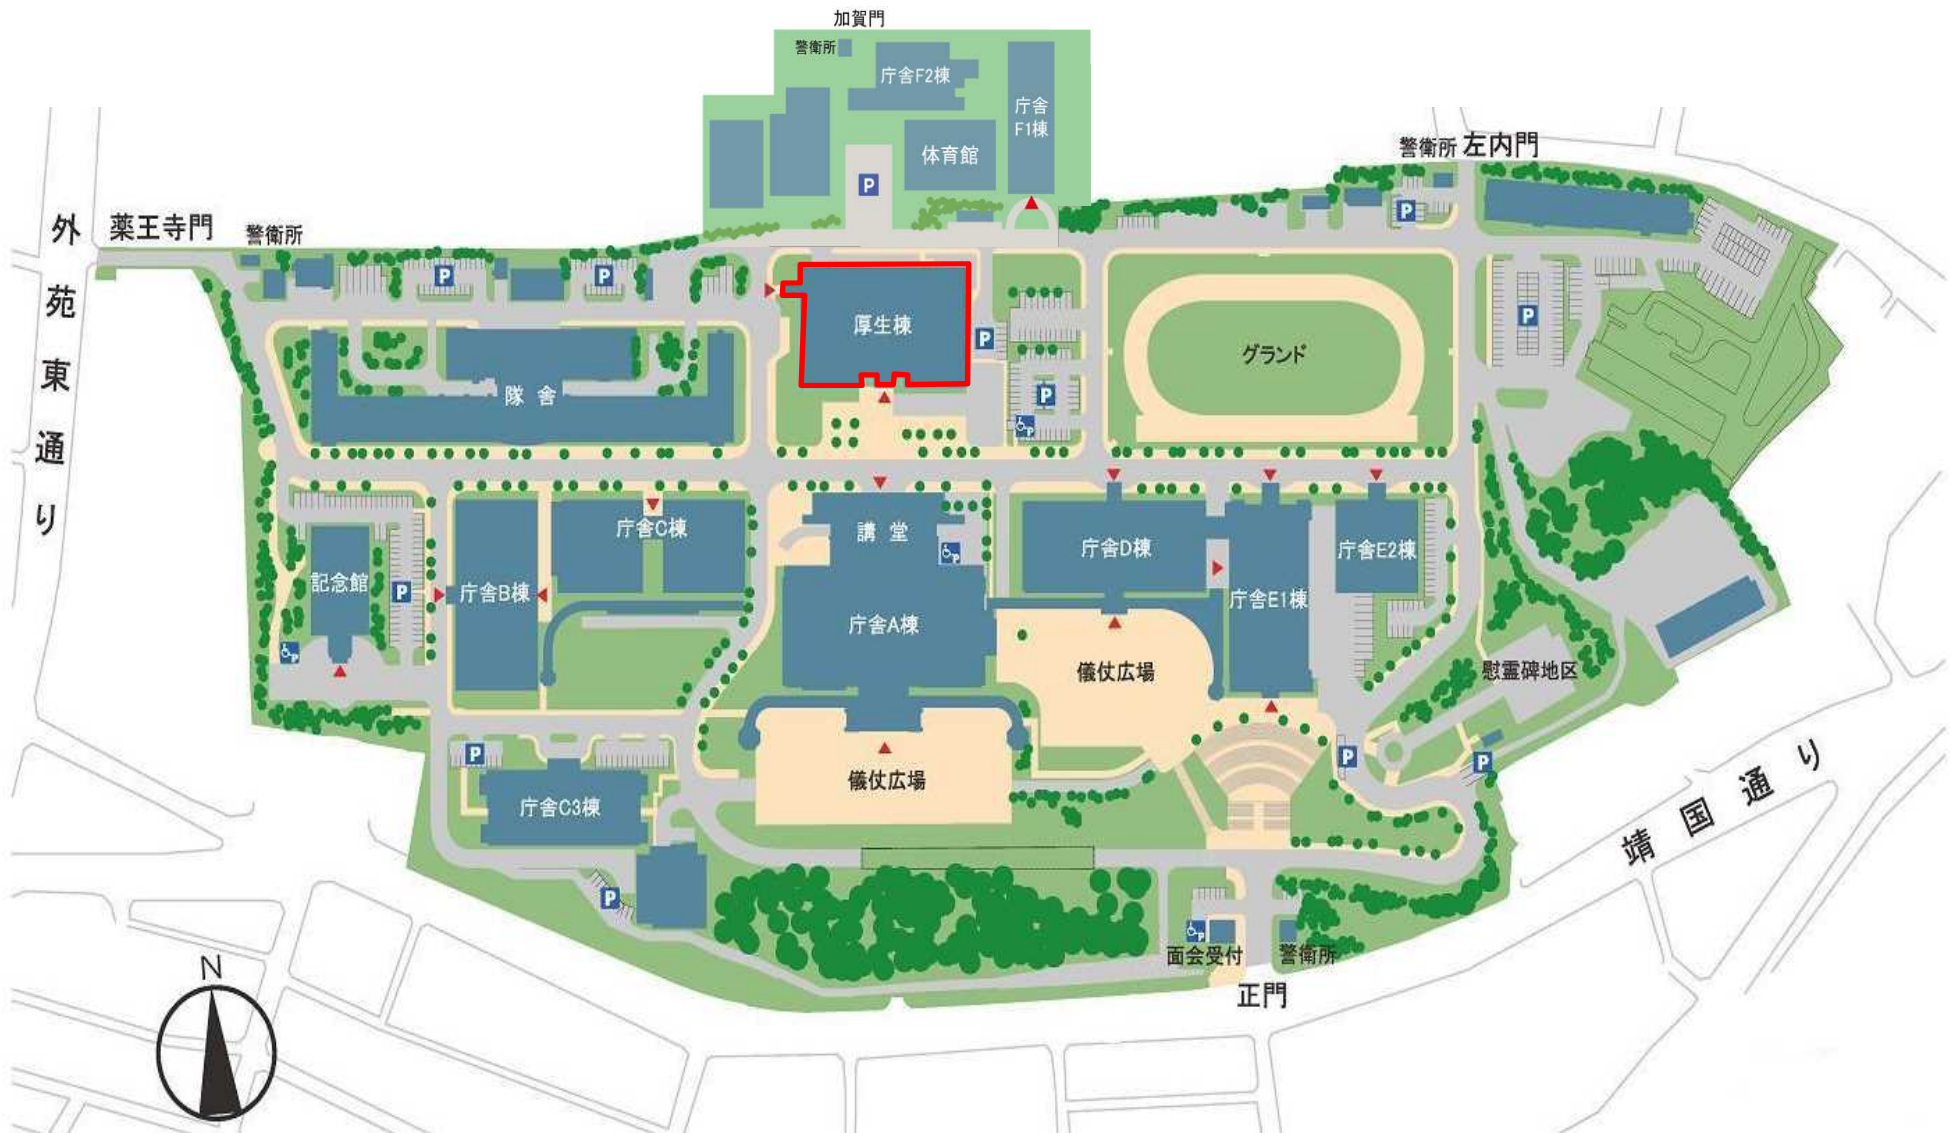 加賀門
警衛所
庁舎F2棟
庁舎
F1棟
体育館
P
警衛所
左内門
P
外苑東通り
薬王寺門
警衛所
P
P
厚生棟
P
P
P
グランド
P
隊 舎
講 堂
P
庁舎C棟
庁舎D棟
庁舎E2棟
記念館
P
庁舎B棟
庁舎E1棟
庁舎A棟
P
儀仗広場
慰霊碑地区
P
P
P
儀仗広場
庁舎C3棟
靖国通り
P
P
面会受付
警衛所
正門
N